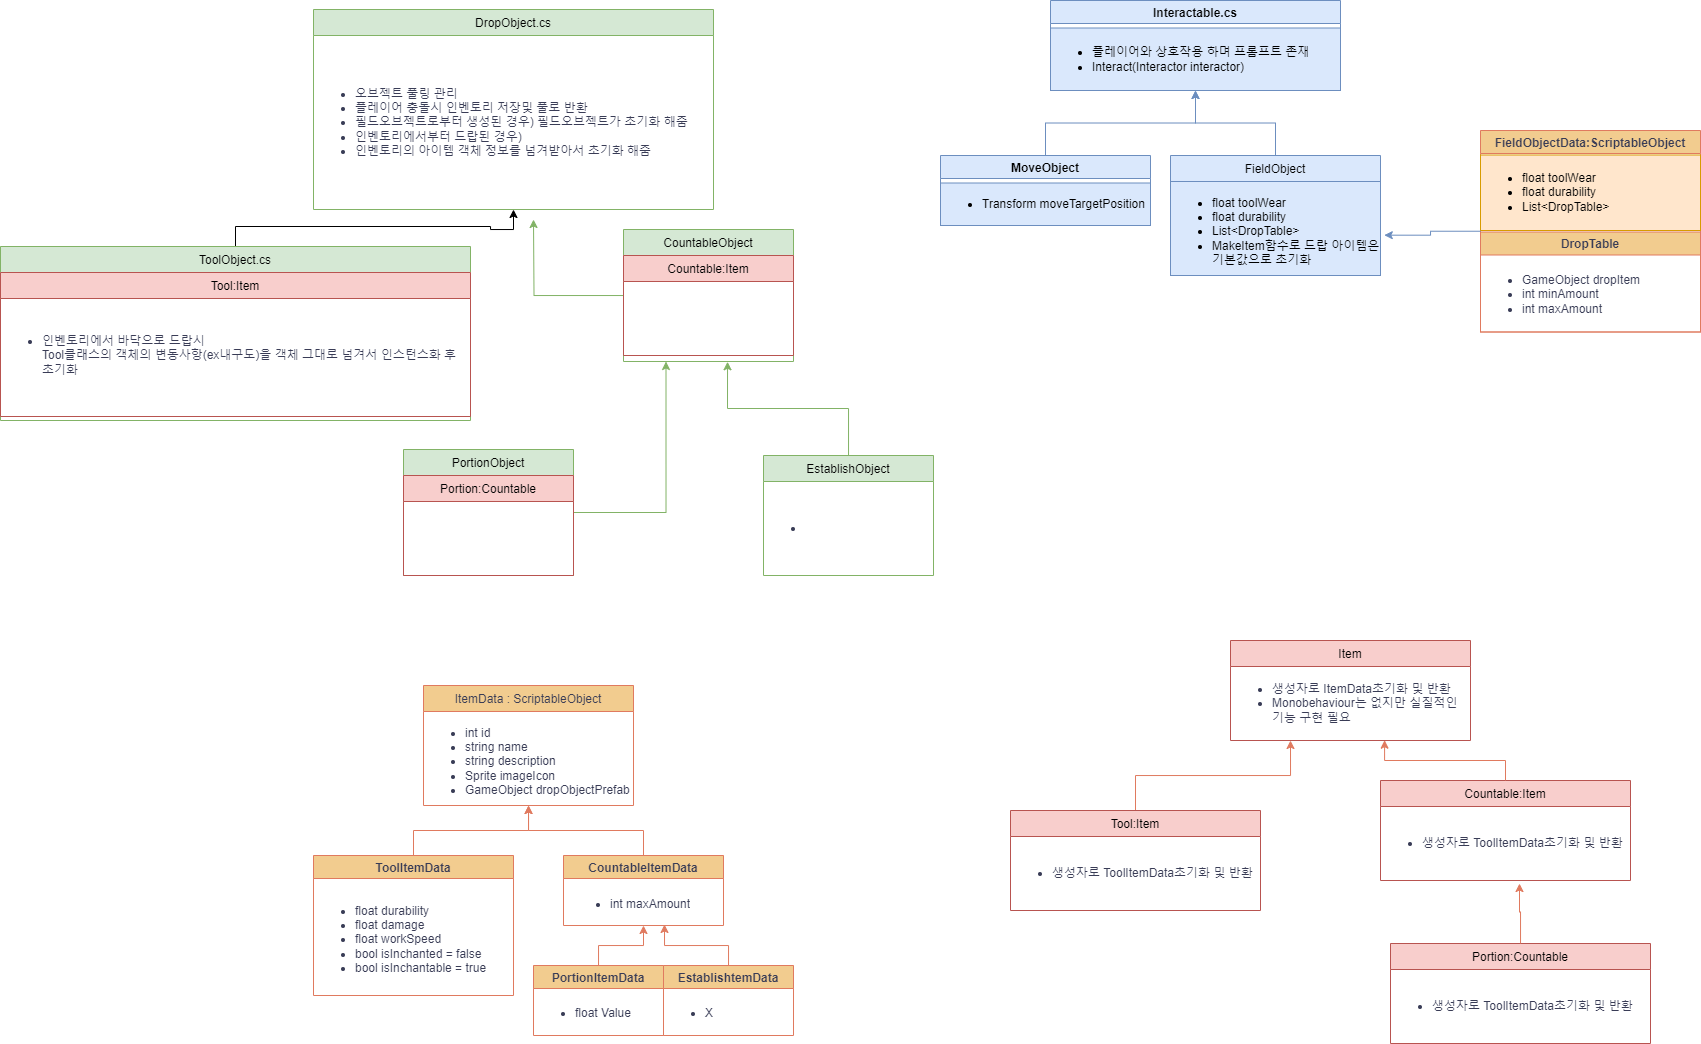 DropObject.cs
오브젝트 풀링 관리
플레이어 충돌시 인벤토리 저장및 풀로 반환
필드오브젝트로부터 생성된 경우) 필드오브젝트가 초기화 해줌
인벤토리에서부터 드랍된 경우)
인벤토리의 아이템 객체 정보를 넘겨받아서 초기화 해줌
ToolObject.cs
Tool:Item
인벤토리에서 바닥으로 드랍시
Tool클래스의 객체의 변동사항(ex내구도)을 객체 그대로 넘겨서 인스턴스화 후
초기화
CountableObject
Countable:Item
PortionObject
Portion:Countable
EstablishObject
Interactable.cs
플레이어와 상호작용 하며 프롬프트 존재
Interact(Interactor interactor)
MoveObject
Transform moveTargetPosition
FieldObject
float toolWear
float durability
List<DropTable>
MakeItem함수로 드랍 아이템은
기본값으로 초기화
FieldObjectData:ScriptableObject
float toolWear
float durability
List<DropTable>
DropTable
GameObject dropItem
int minAmount
int maxAmount
ItemData : ScriptableObject
int id
string name
string description
Sprite imageIcon
GameObject dropObjectPrefab
ToolItemData
float durability
float damage
float workSpeed
bool isInchanted = false
bool isInchantable = true
CountableItemData
int maxAmount
PortionItemData
float Value
EstablishtemData
X
Item
생성자로 ItemData초기화 및 반환
Monobehaviour는 없지만 실질적인
기능 구현 필요
Tool:Item
생성자로 ToolItemData초기화 및 반환
Countable:Item
생성자로 ToolItemData초기화 및 반환
Portion:Countable
생성자로 ToolItemData초기화 및 반환